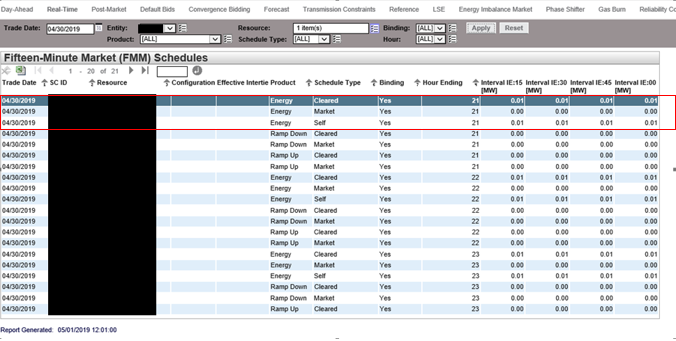 Day-Ahead Real-Time Post-Market Default Bids Convergence Bidding Forecast Transmission Constraints Reference LSE Energy Imbalance Market Phase Shifter Gas Burn Reliability Co
Trade Date: 04/30/2019 Entity: Resource: 1 item(s) Binding: [ALL] Apply Reset
Product: [ALL] Schedule Type: [ALL] Hour: [ALL]
Fifteen-Minute Market (FMM) Schedules
1 - 20 of 21
Trade Date SC ID Resource Configuration Effective Intertie Product Schedule Type Binding Hour Ending Interval IE:15 [MW] Interval IE:30 [MW] Interval IE:45 [MW] Interval IE:00 [MW]
04/30/2019 Energy Cleared Yes 21 0.01 0.01 0.01 0.01
04/30/2019 Energy Market Yes 21 0.00 0.00 0.00 0.00
04/30/2019 Energy Self Yes 21 0.01 0.01 0.01 0.01
04/30/2019 Ramp Down Cleared Yes 21 0.00 0.00 0.00 0.00
04/30/2019 Ramp Down Market Yes 21 0.00 0.00 0.00 0.00
04/30/2019 Ramp Up Cleared Yes 21 0.00 0.00 0.00 0.00
04/30/2019 Ramp Up Market Yes 21 0.00 0.00 0.00 0.00
04/30/2019 Energy Cleared Yes 22 0.01 0.01 0.01 0.01
04/30/2019 Energy Market Yes 22 0.00 0.00 0.00 0.00
04/30/2019 Energy Self Yes 22 0.01 0.01 0.01 0.01
04/30/2019 Ramp Down Cleared Yes 22 0.00 0.00 0.00 0.00
04/30/2019 Ramp Down Market Yes 22 0.00 0.00 0.00 0.00
04/30/2019 Ramp Up Cleared Yes 22 0.00 0.00 0.00 0.00
04/30/2019 Ramp Up Market Yes 22 0.00 0.00 0.00 0.00
04/30/2019 Energy Cleared Yes 23 0.01 0.01 0.01 0.01
04/30/2019 Energy Market Yes 23 0.00 0.00 0.00 0.00
04/30/2019 Energy Self Yes 23 0.01 0.01 0.01 0.01
04/30/2019 Ramp Down Cleared Yes 23 0.00 0.00 0.00 0.00
04/30/2019 Ramp Down Market Yes 23 0.00 0.00 0.00 0.00
04/30/2019 Ramp Up Cleared Yes 23 0.00 0.00 0.00 0.00
Report Generated: 05/01/2019 12:01:00